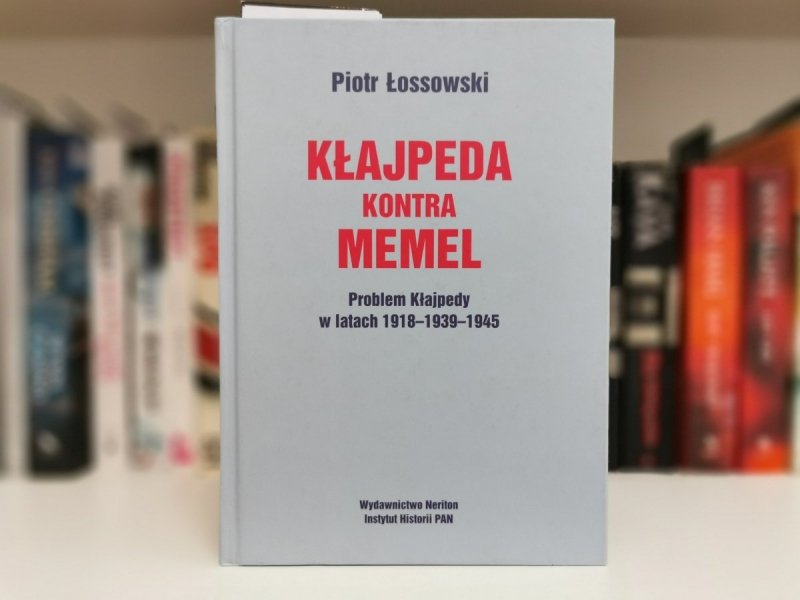 Piotr Łossowski
KŁAJPEDA
KONTRA
MEMEL
Problem Kłajpedy
w latach 1918–1939–1945
Wydawnictwo Neriton
Instytut Historii PAN